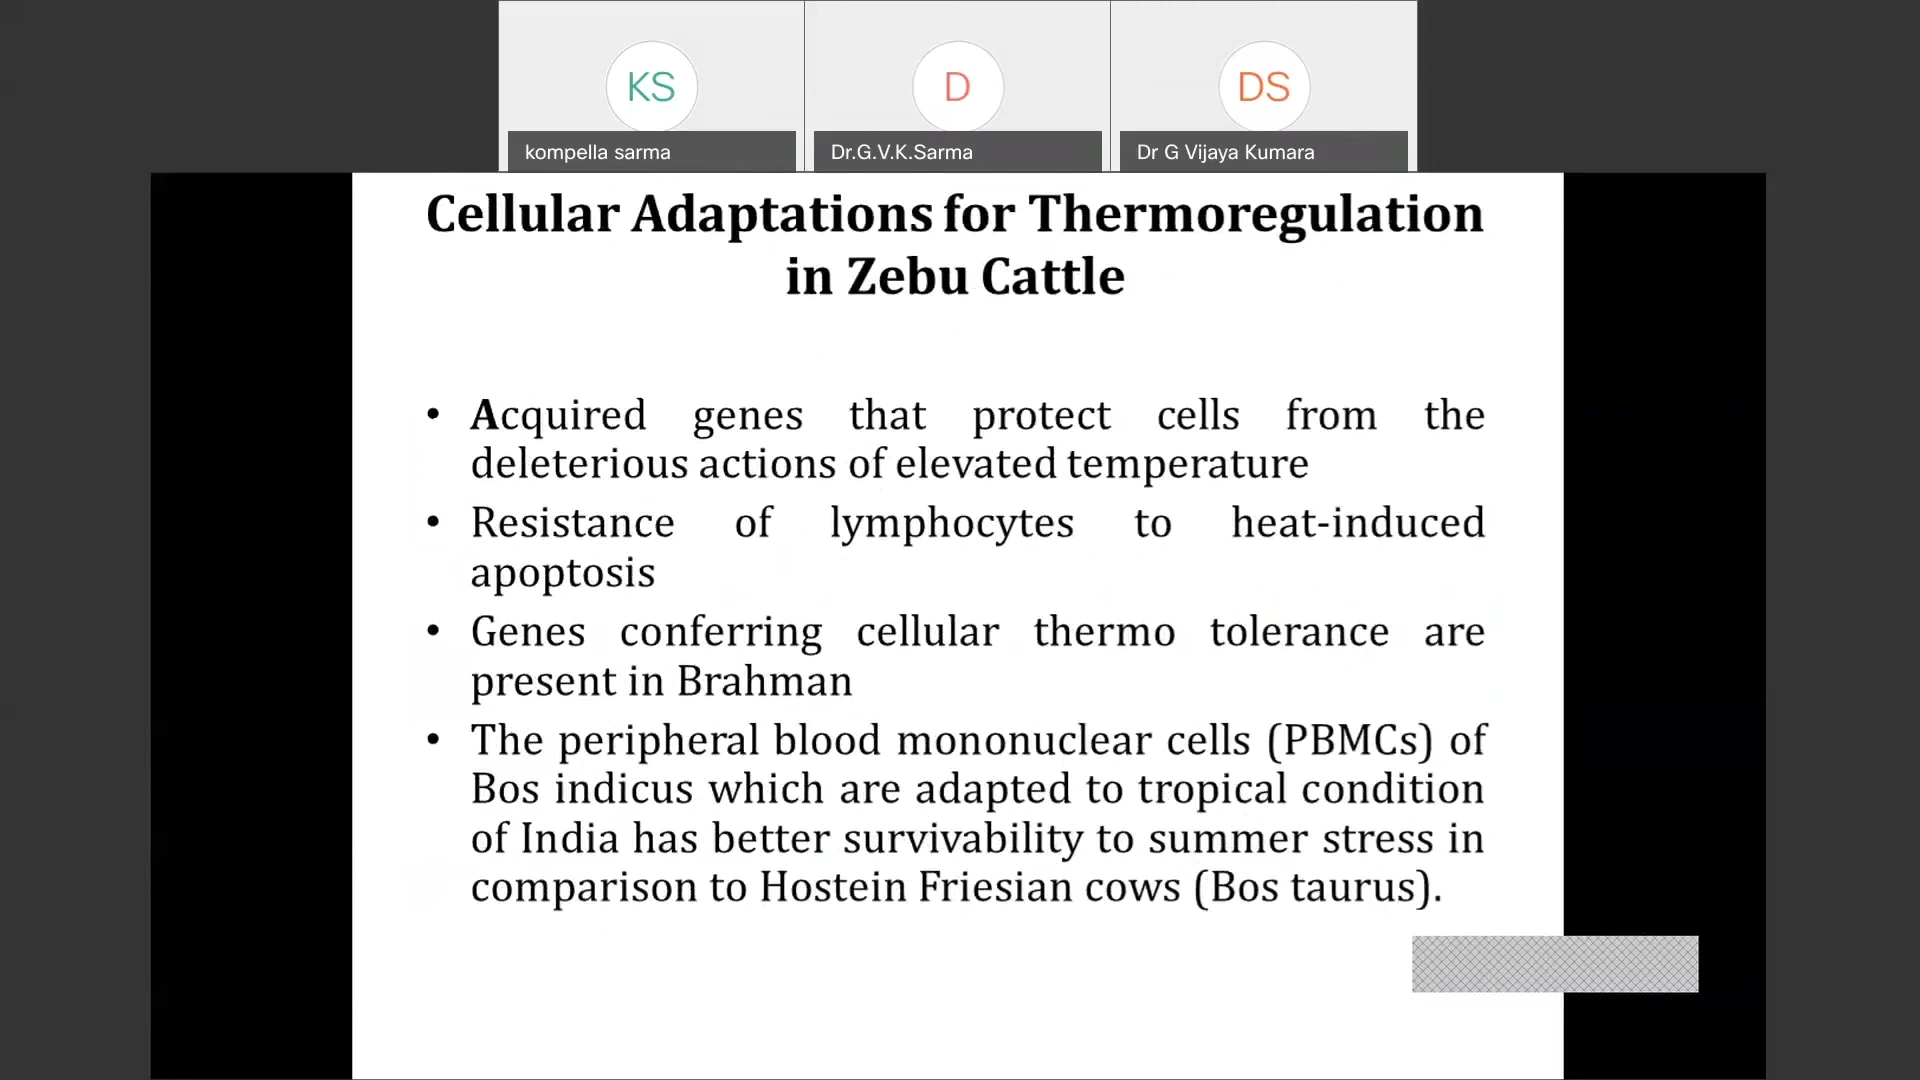 KS
D
DS
kompella sarma
Dr.G.V.K.Sarma
Dr G Vijaya Kumara
Cellular Adaptations for Thermoregulation
in Zebu Cattle
• Acquired genes that protect cells from the
deleterious actions of elevated temperature
• Resistance of lymphocytes to heat-induced
apoptosis
• Genes conferring cellular thermo tolerance are
present in Brahman
• The peripheral blood mononuclear cells (PBMCs) of
Bos indicus which are adapted to tropical condition
of India has better survivability to summer stress in
comparison to Hostein Friesian cows (Bos taurus).